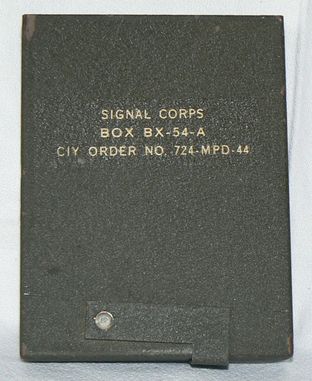 SIGNAL CORPS
BOX BX-54-A
CIY ORDER NO. 724-MPD-44